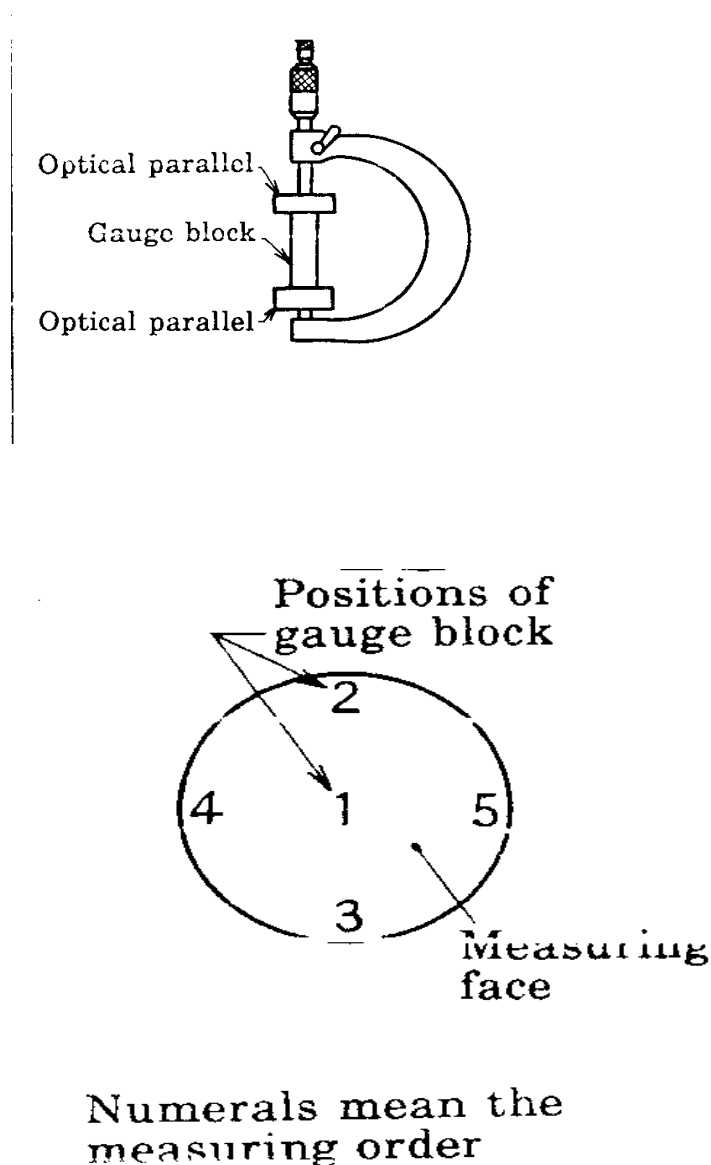 Optical parallel
Gauge block
Optical parallel
Positions of
gauge block
2
4 1 5
3
Measuring
face
Numerals mean the
measuring order